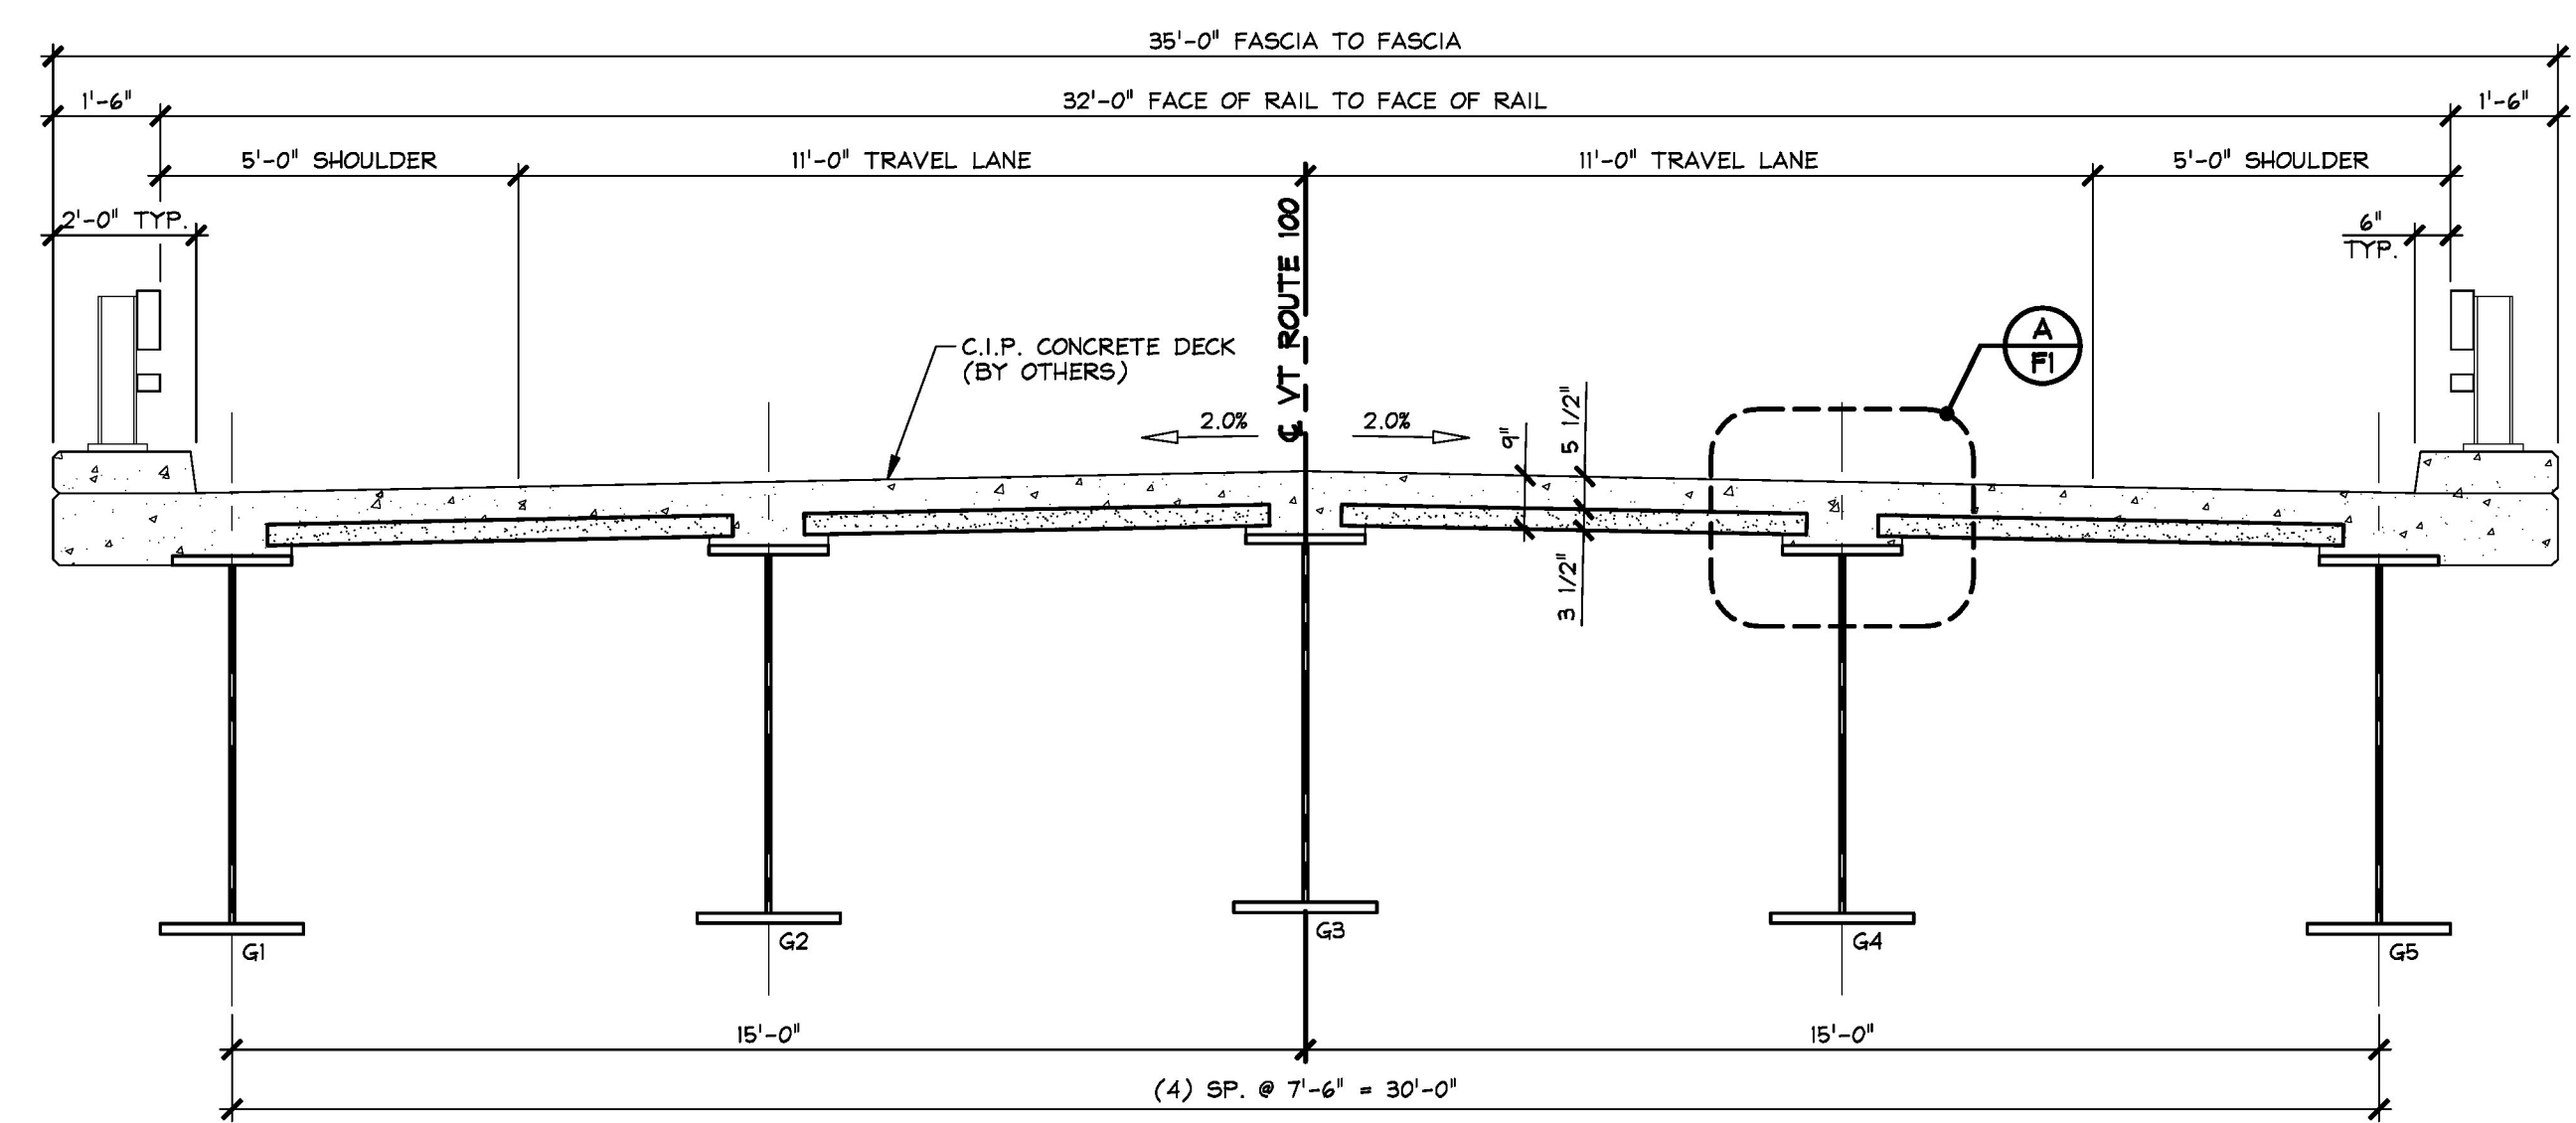 35'-0" FASCIA TO FASCIA
1'-6"
32'-0" FACE OF RAIL TO FACE OF RAIL
1'-6"
5'-0" SHOULDER
11'-0" TRAVEL LANE
11'-0" TRAVEL LANE
5'-0" SHOULDER
2'-0" TYP.
6"
TYP.
℄ VT ROUTE 100
A
F1
C.I.P. CONCRETE DECK
(BY OTHERS)
2.0%
2.0%
9"
5 1/2"
3 1/2"
G1
G2
G3
G4
G5
15'-0"
15'-0"
(4) SP. @ 7'-6" = 30'-0"